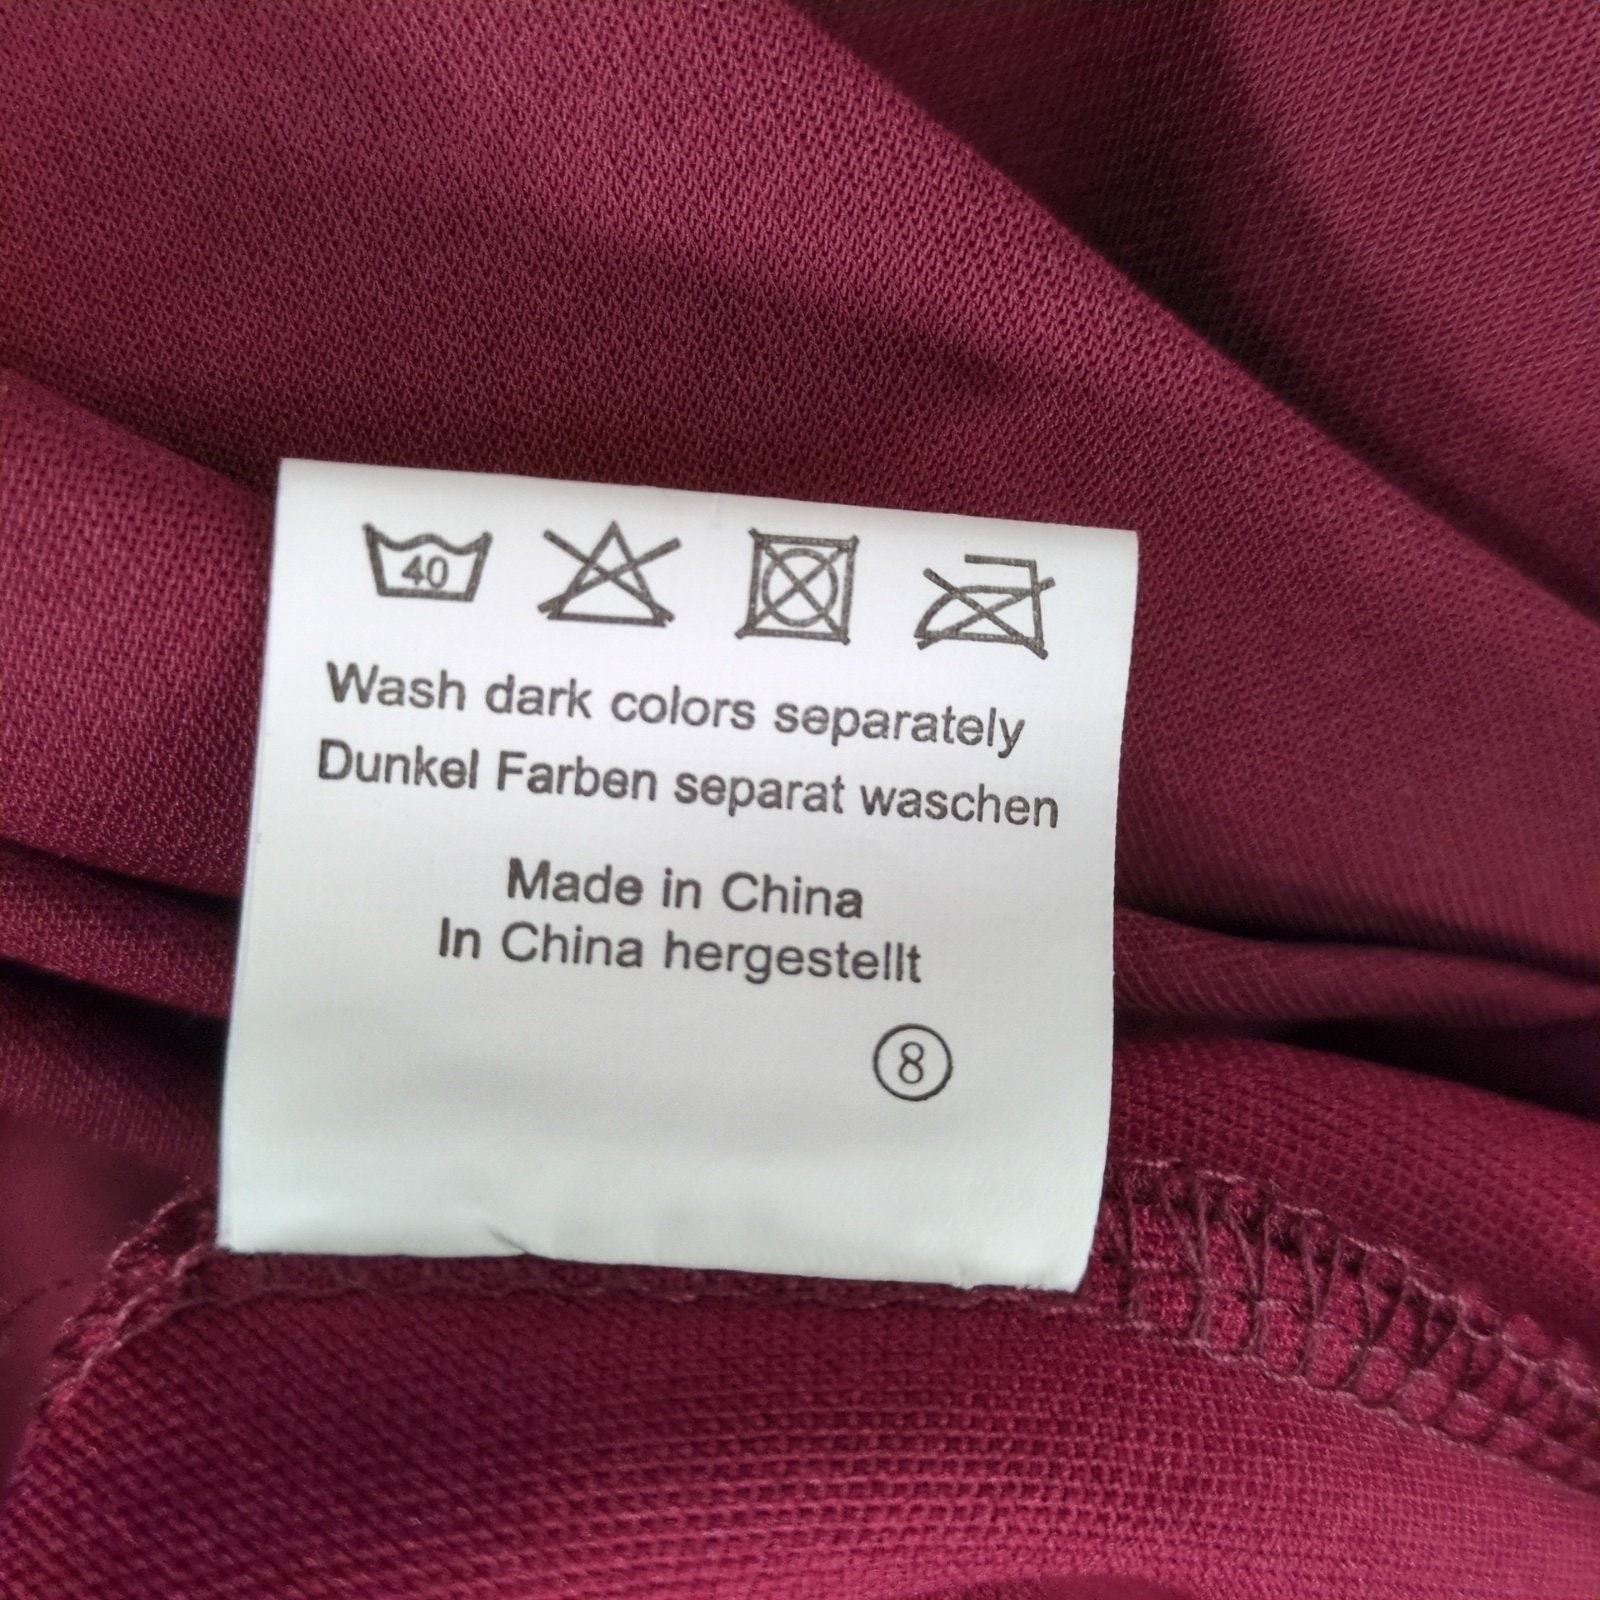 40
Wash dark colors separately
Dunkel Farben separat waschen
Made in China
In China hergestellt
8